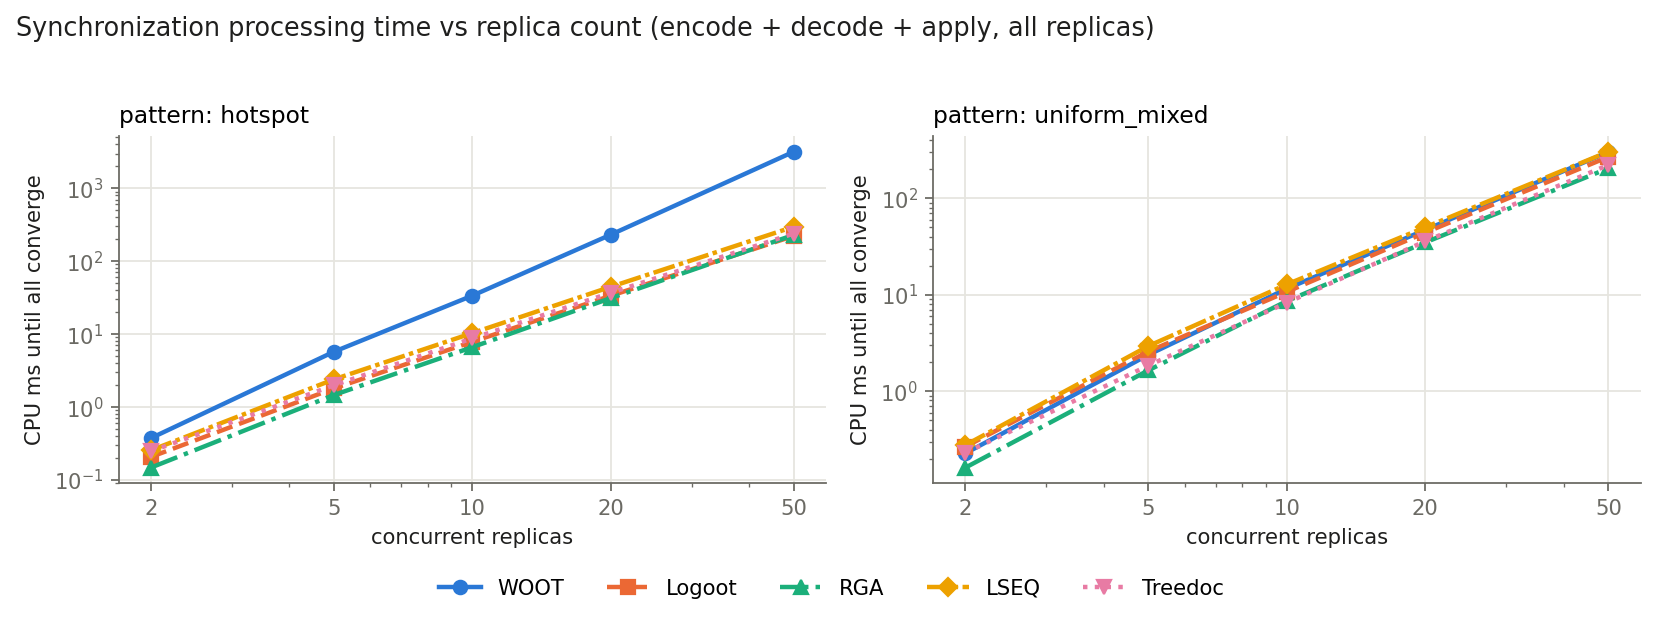 Synchronization processing time vs replica count (encode + decode + apply, all replicas)
pattern: hotspot
CPU ms until all converge
10³
10²
10¹
10⁰
10⁻¹
2 5 10 20 50
concurrent replicas
pattern: uniform_mixed
CPU ms until all converge
10²
10¹
10⁰
2 5 10 20 50
concurrent replicas
WOOT Logoot RGA LSEQ Treedoc